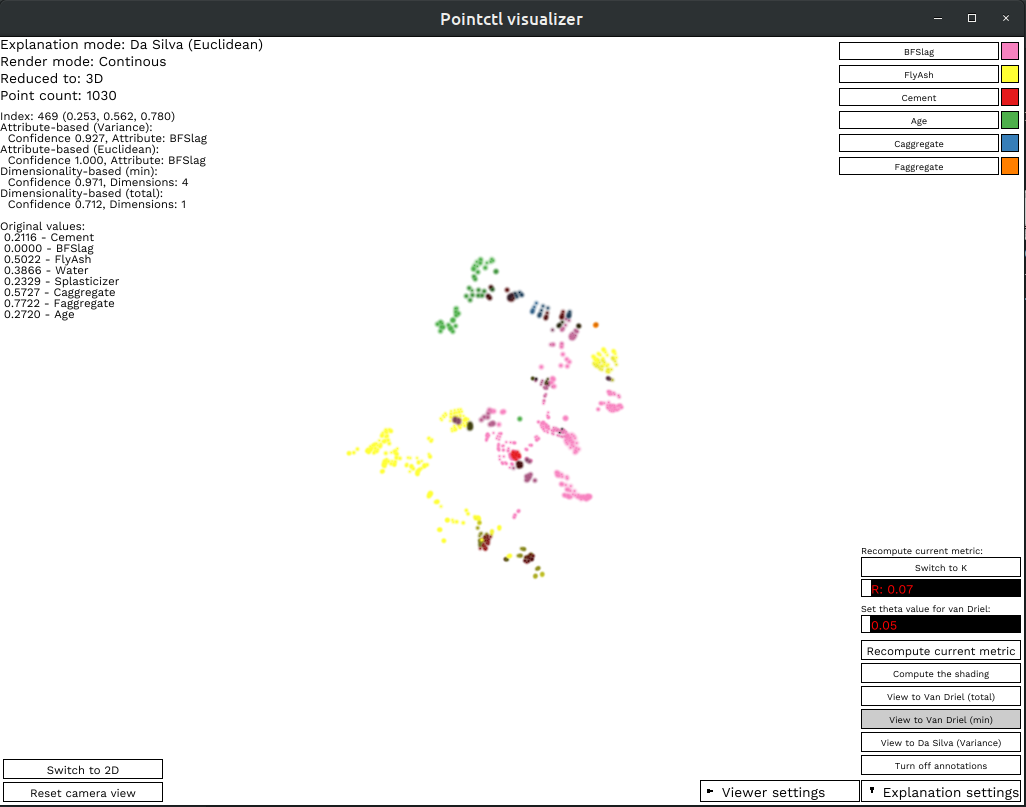 Pointctl visualizer
Explanation mode: Da Silva (Euclidean)
Render mode: Continous
Reduced to: 3D
Point count: 1030
Index: 469 (0.253, 0.562, 0.780)
Attribute-based (Variance):
Confidence 0.927, Attribute: BFSlag
Attribute-based (Euclidean):
Confidence 1.000, Attribute: BFSlag
Dimensionality-based (min):
Confidence 0.971, Dimensions: 4
Dimensionality-based (total):
Confidence 0.712, Dimensions: 1
Original values:
0.2116 - Cement
0.0000 - BFSlag
0.5022 - FlyAsh
0.3866 - Water
0.2329 - Splasticizer
0.5727 - Caggregate
0.7722 - Faggregate
0.2720 - Age
BFSlag
FlyAsh
Cement
Age
Caggregate
Faggregate
Recompute current metric:
Switch to K
R: 0.07
Set theta value for van Driel:
0.05
Recompute current metric
Compute the shading
View to Van Driel (total)
View to Van Driel (min)
View to Da Silva (Variance)
Turn off annotations
Switch to 2D
Reset camera view
Viewer settings
Explanation settings